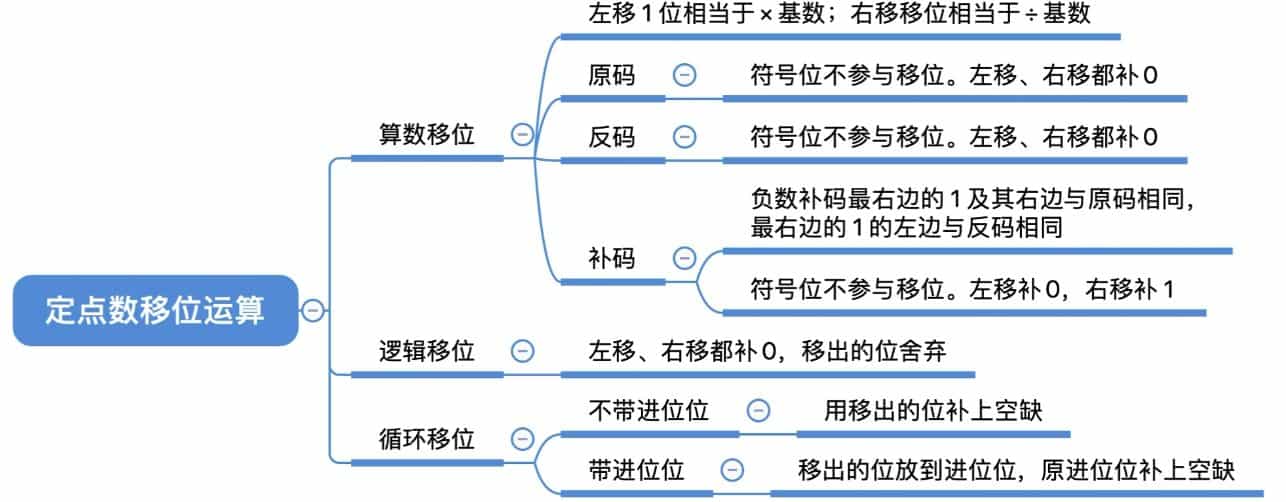 左移1位相当于×基数；右移移位相当于÷基数
原码
符号位不参与移位。左移、右移都补0
算数移位
反码
符号位不参与移位。左移、右移都补0
负数补码最右边的1及其右边与原码相同，
最右边的1的左边与反码相同
补码
符号位不参与移位。左移补0，右移补1
定点数移位运算
逻辑移位
左移、右移都补0，移出的位舍弃
不带进位位
用移出的位补上空缺
循环移位
带进位位
移出的位放到进位位，原进位位补上空缺